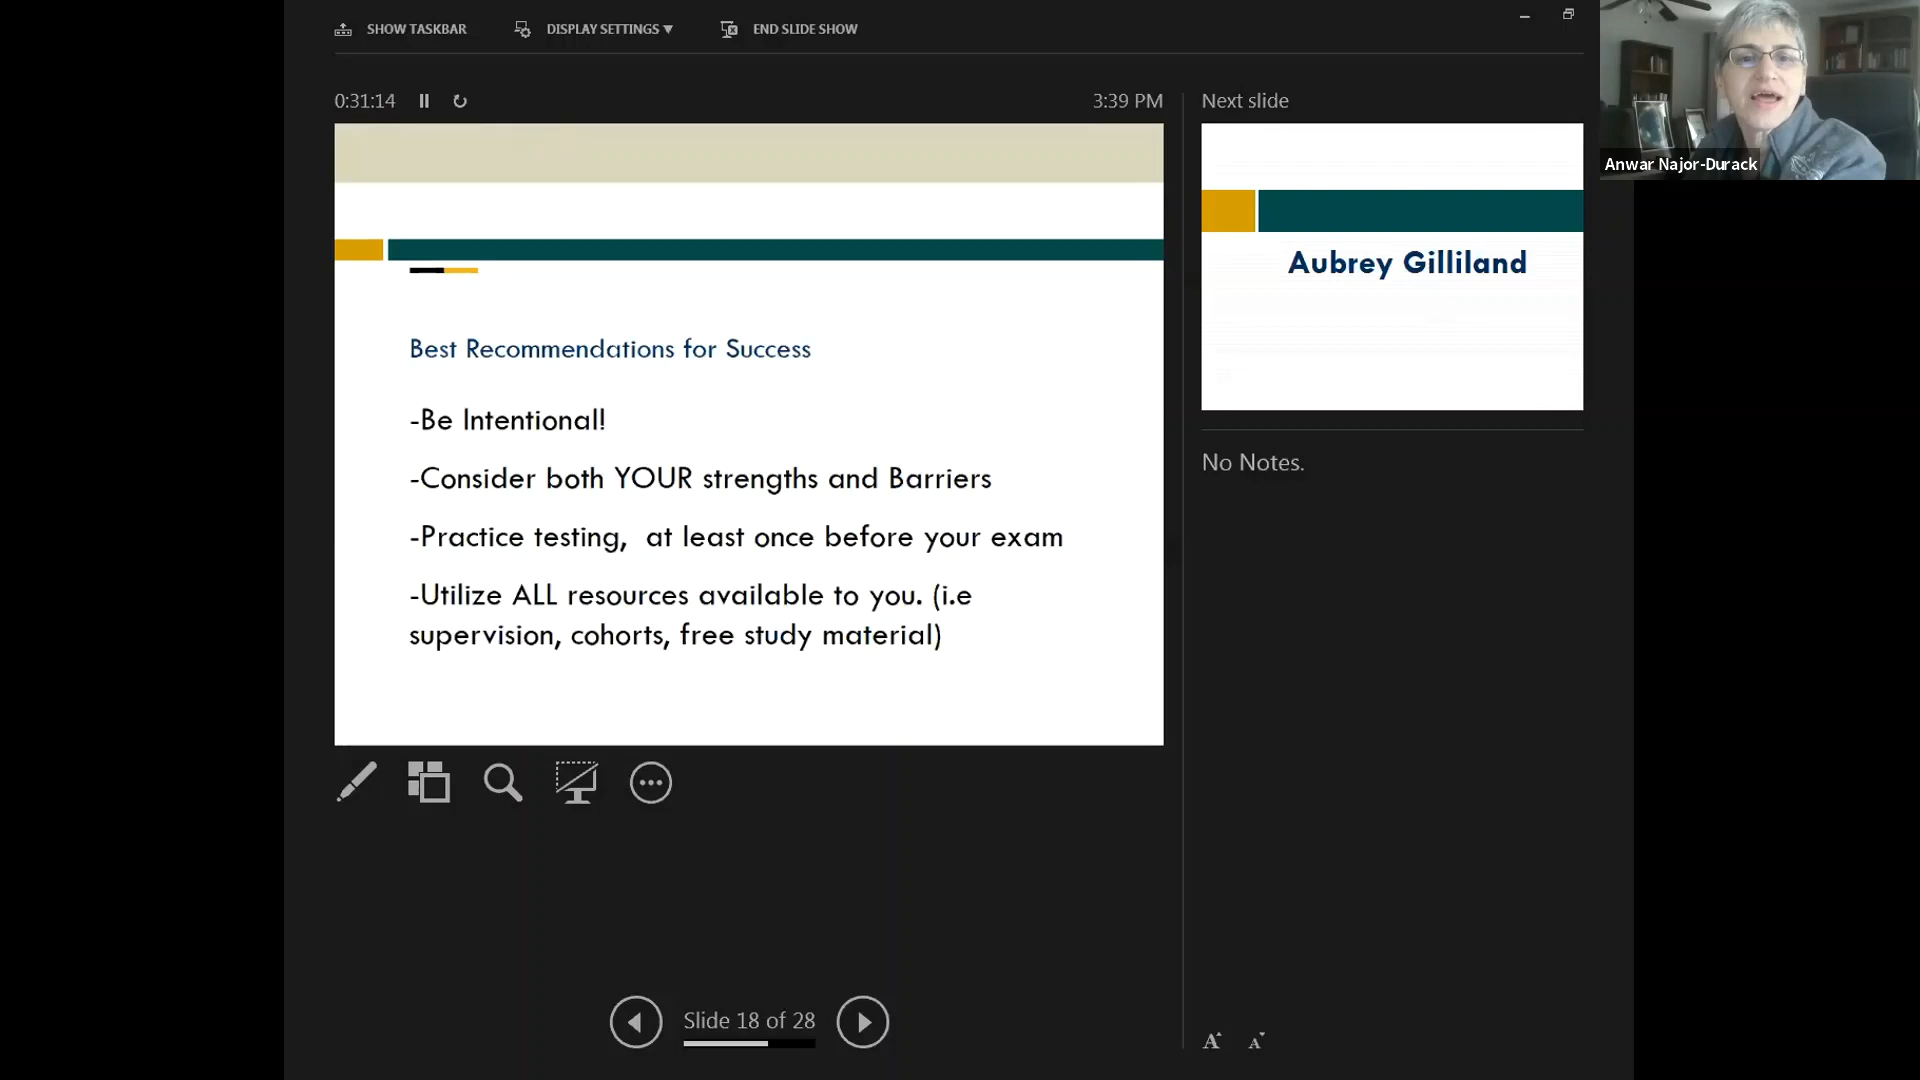 SHOW TASKBAR
DISPLAY SETTINGS ▼
END SLIDE SHOW
0:31:14
3:39 PM
Next slide
Anwar Najor-Durack
Aubrey Gilliland
Best Recommendations for Success
-Be Intentional!
-Consider both YOUR strengths and Barriers
-Practice testing,  at least once before your exam
-Utilize ALL resources available to you. (i.e
supervision, cohorts, free study material)
No Notes.
Slide 18 of 28
A A